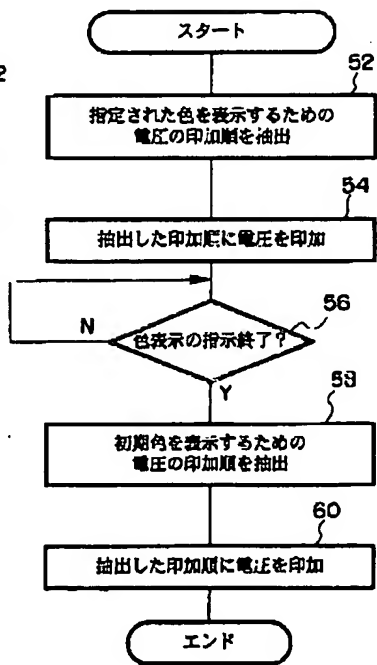 スタート
2
52
指定された色を表示するための
電圧の印加順を抽出
54
抽出した印加順に電圧を印加
56
N
色表示の指示終了?
Y
58
初期色を表示するための
電圧の印加順を抽出
60
抽出した印加順に電圧を印加
エンド